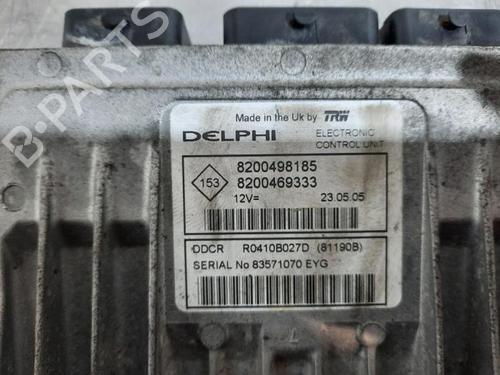 Made in the Uk by TRW
DELPHI ELECTRONIC
CONTROL UNIT
8200498185
153 8200469333
12V= 23.05.05
DDCR R0410B027D (81190B)
SERIAL No 83571070 EYG
B-PARTS